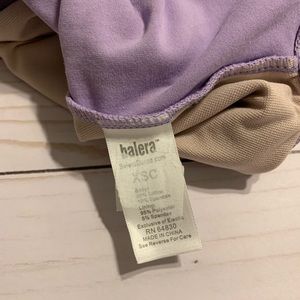 balera™
XSC
Body:
Lining:
95% Polyester
5% Spandex
Exclusive of Elastic
RN 64830
MADE IN CHINA
See Reverse For Care